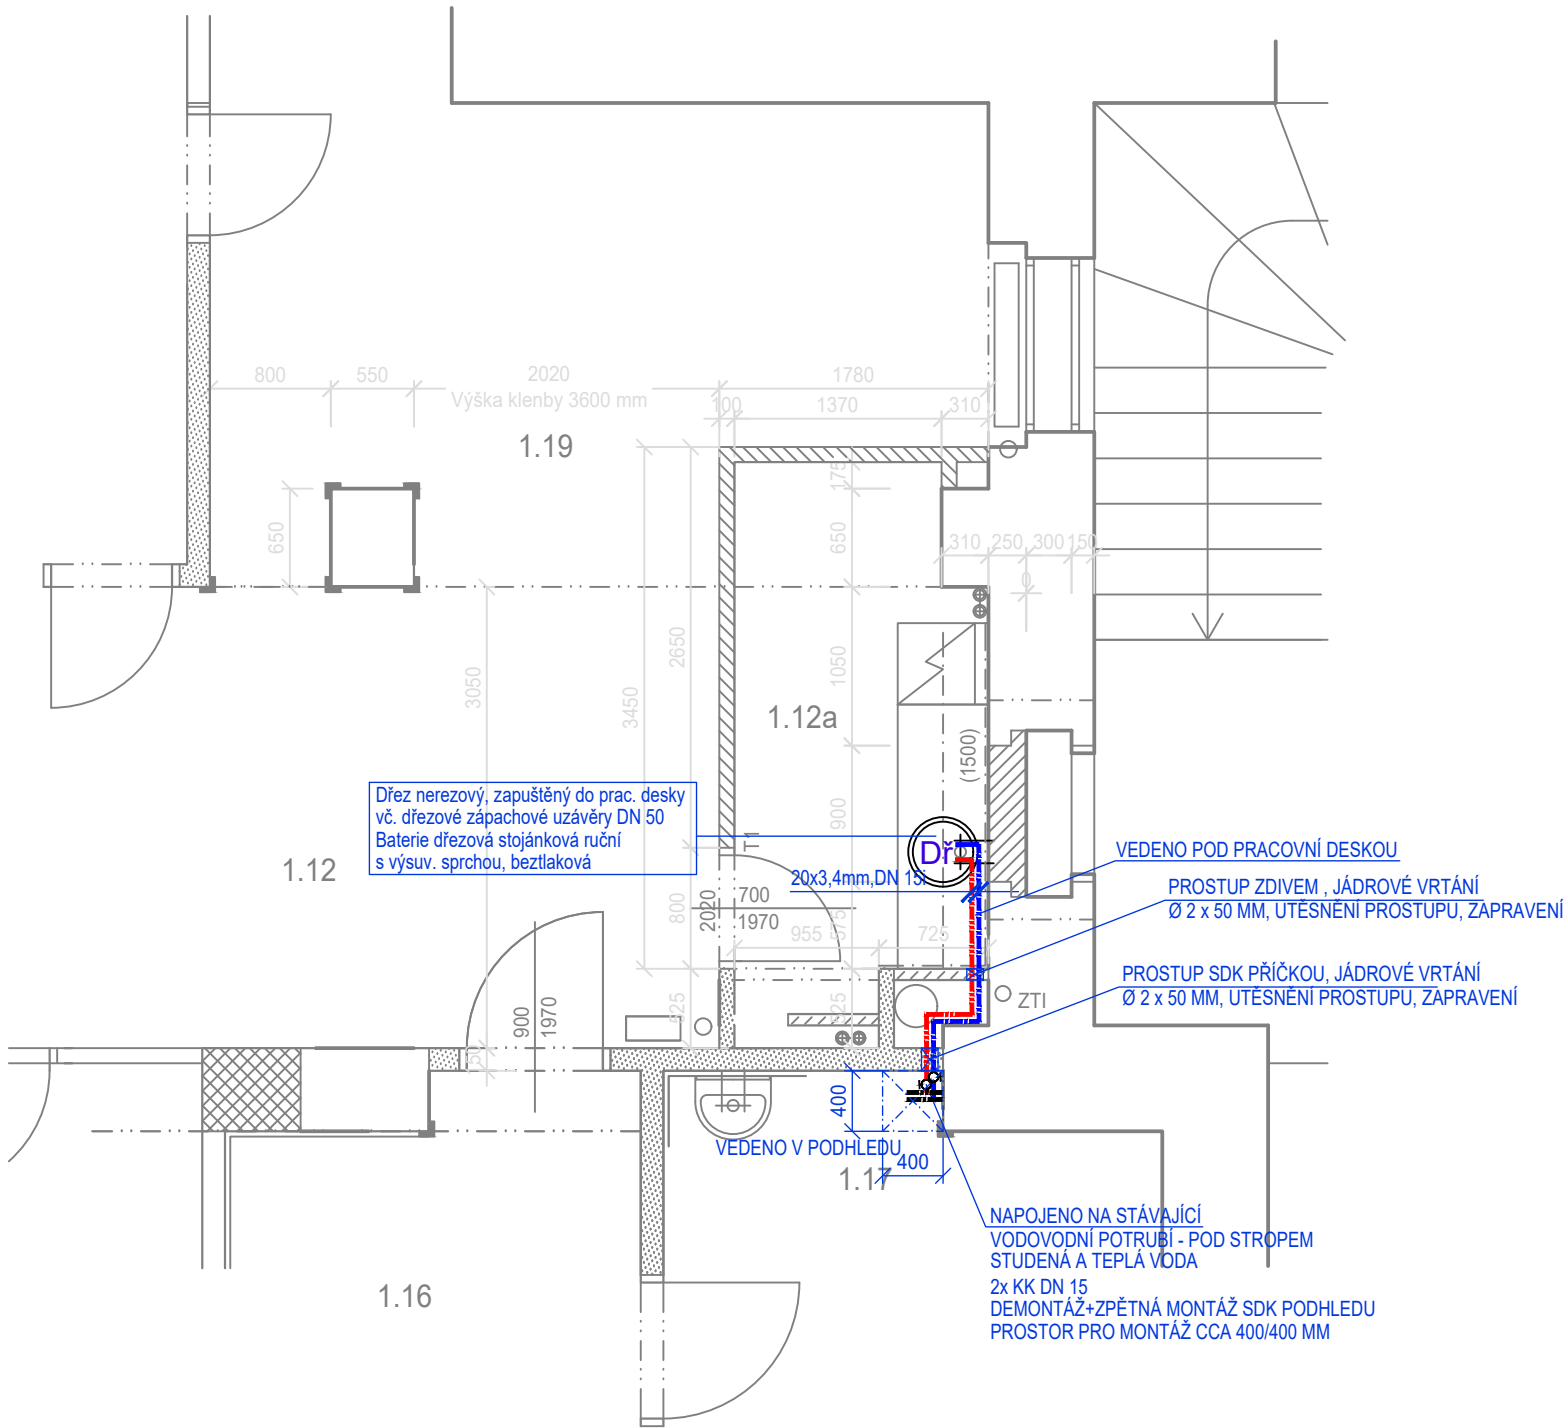 800
550
2020
1780
Výška klenby 3600 mm
100
1370
310
1.19
175
650
650
310
250
300
150
0
2650
3050
3450
1050
1.12a
(1500)
Dřez nerezový, zapuštěný do prac. desky
vč. dřezové zápachové uzávěry DN 50
Baterie dřezová stojánková ruční
s výsuv. sprchou, beztlaková
900
T1
Dř
VEDENO POD PRACOVNÍ DESKOU
1.12
20x3,4mm,DN 15
PROSTUP ZDIVEM , JÁDROVÉ VRTÁNÍ
Ø 2 x 50 MM, UTĚSNĚNÍ PROSTUPU, ZAPRAVENÍ
800
2020
700
1970
575
955
725
PROSTUP SDK PŘÍČKOU, JÁDROVÉ VRTÁNÍ
Ø 2 x 50 MM, UTĚSNĚNÍ PROSTUPU, ZAPRAVENÍ
ZTI
900
1970
525
525
400
VEDENO V PODHLEDU
400
1.17
NAPOJENO NA STÁVAJÍCÍ
VODOVODNÍ POTRUBÍ - POD STROPEM
STUDENÁ A TEPLÁ VODA
2x KK DN 15
DEMONTÁŽ+ZPĚTNÁ MONTÁŽ SDK PODHLEDU
PROSTOR PRO MONTÁŽ CCA 400/400 MM
1.16